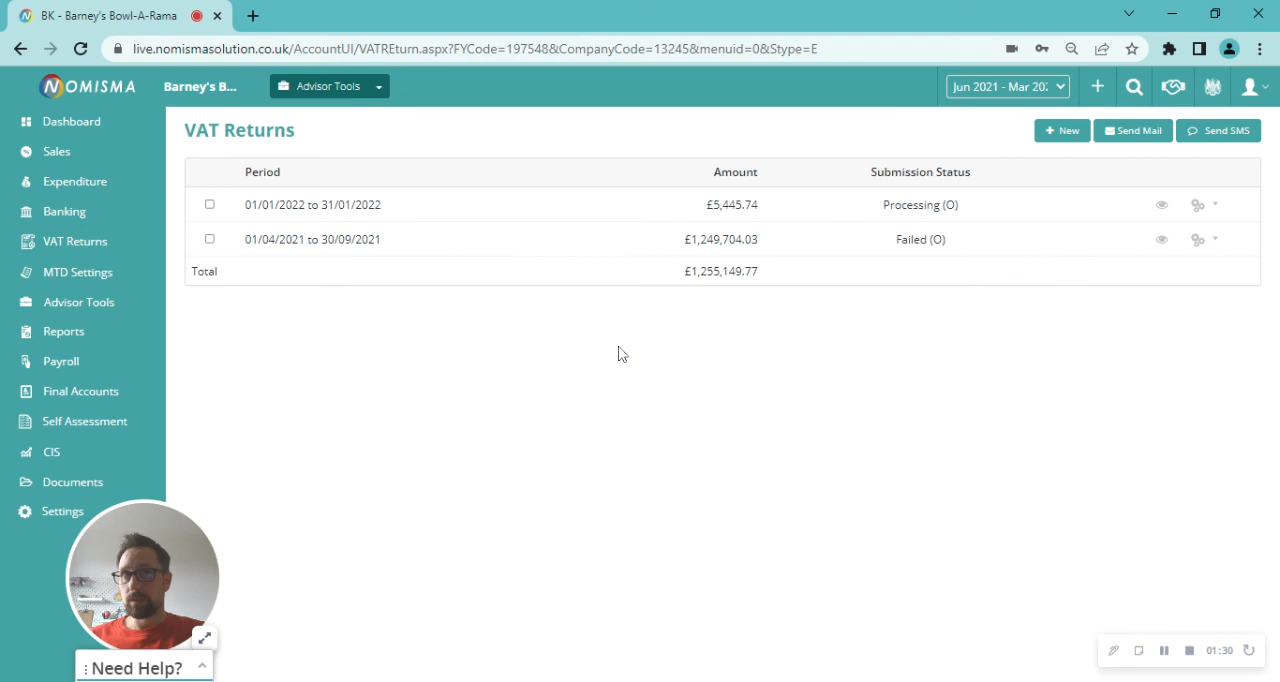 BK - Barney's Bowl-A-Rama
live.nomismasolution.co.uk/AccountUI/VATREturn.aspx?FYCode=197548&CompanyCode=13245&menuid=0&Stype=E
NOMISMA
Barney's B...
Advisor Tools
Jun 2021 - Mar 202
Dashboard
Sales
Expenditure
Banking
VAT Returns
MTD Settings
Advisor Tools
Reports
Payroll
Final Accounts
Self Assessment
CIS
Documents
Settings
VAT Returns
New
Send Mail
Send SMS
Period Amount Submission Status
01/01/2022 to 31/01/2022 £5,445.74 Processing (O)
01/04/2021 to 30/09/2021 £1,249,704.03 Failed (O)
Total £1,255,149.77
Need Help?
01:30